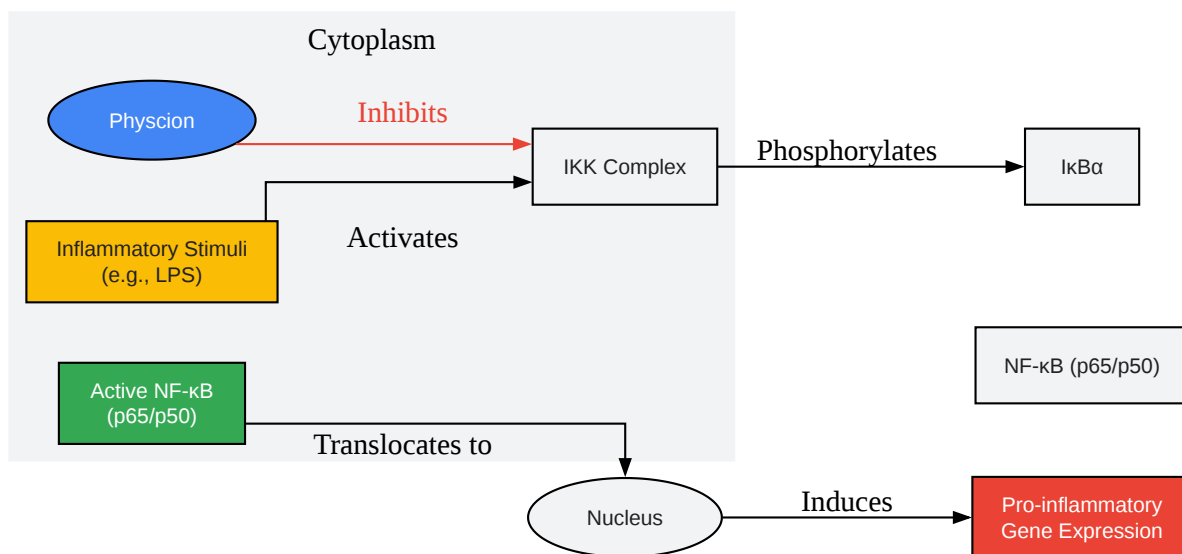 Cytoplasm
Physcion
Inhibits
IKK Complex
Phosphorylates
IκBα
Inflammatory Stimuli
(e.g., LPS)
Activates
Active NF-κB
(p65/p50)
NF-κB (p65/p50)
Translocates to
Nucleus
Induces
Pro-inflammatory
Gene Expression